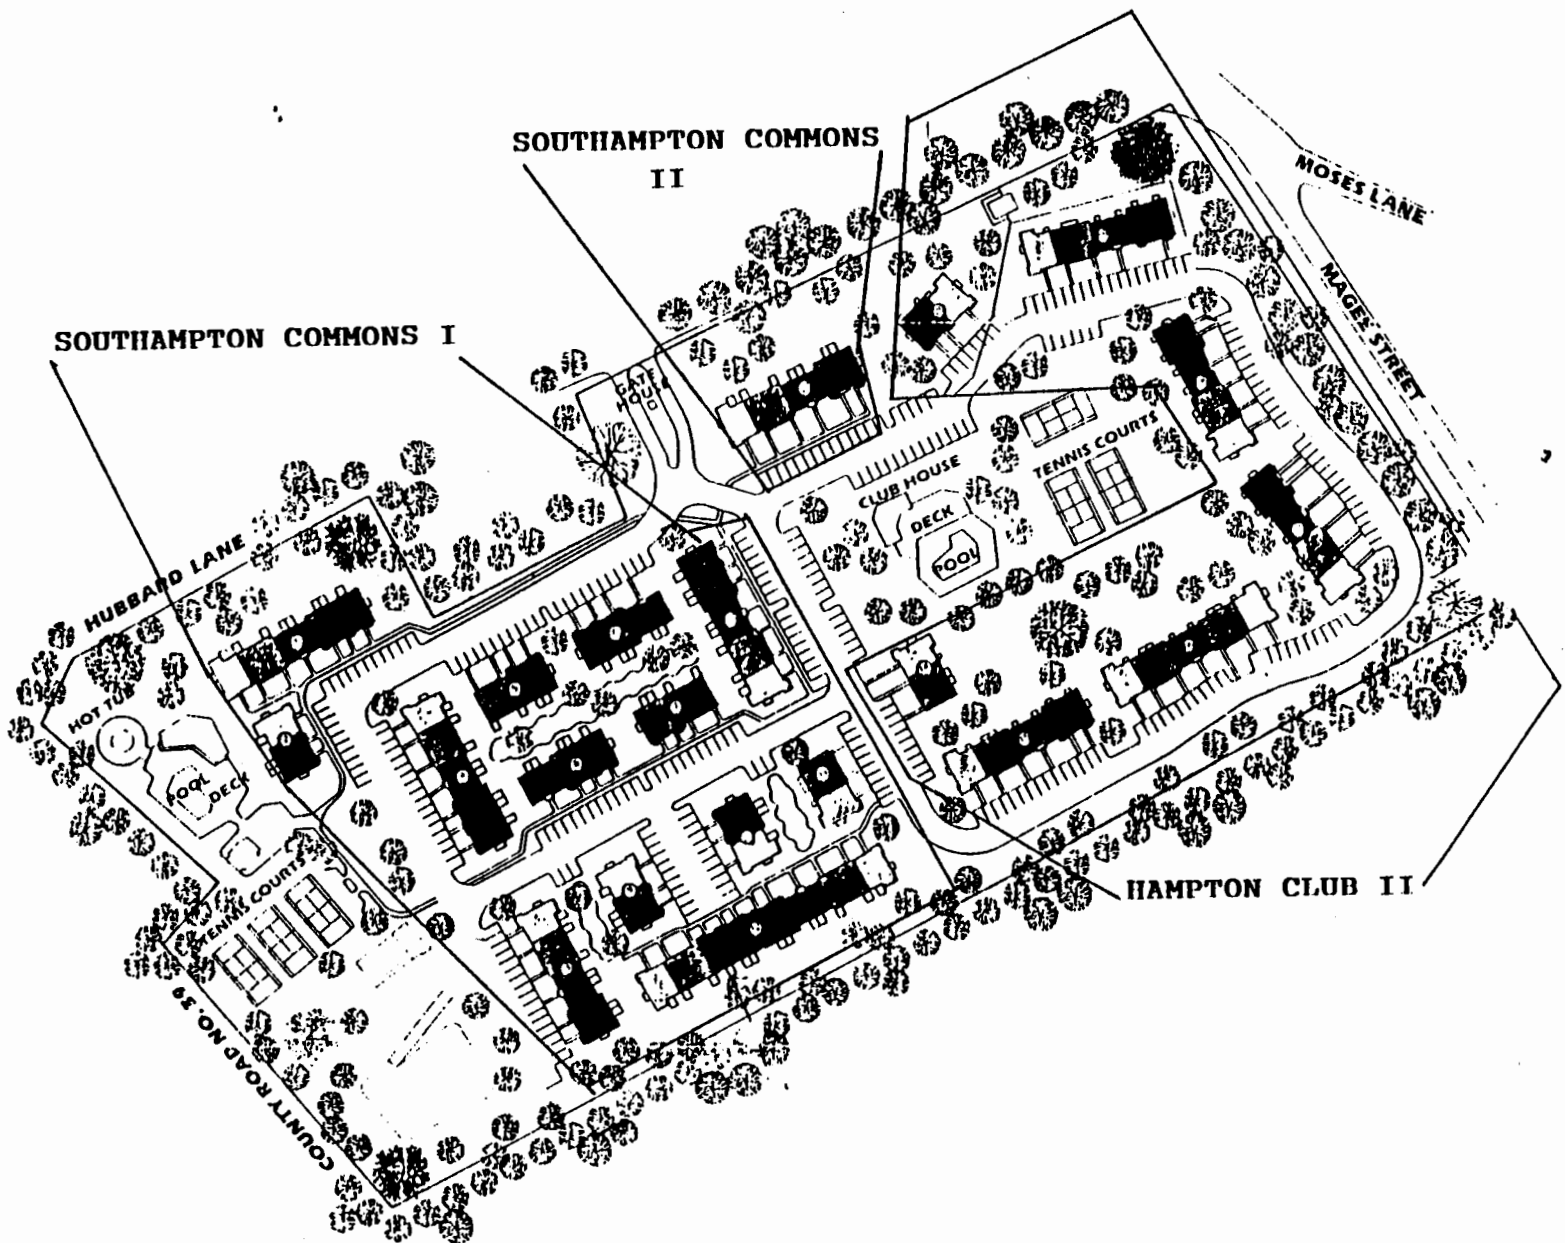 SOUTHAMPTON COMMONS
II
MOSES LANE
MAGEE STREET
SOUTHAMPTON COMMONS I
GATE
HOUSE
TENNIS COURTS
CLUB HOUSE
DECK
POOL
HUBBARD LANE
HOT TUB
POOL
DECK
HAMPTON CLUB II
TENNIS COURTS
COUNTY ROAD NO. 39